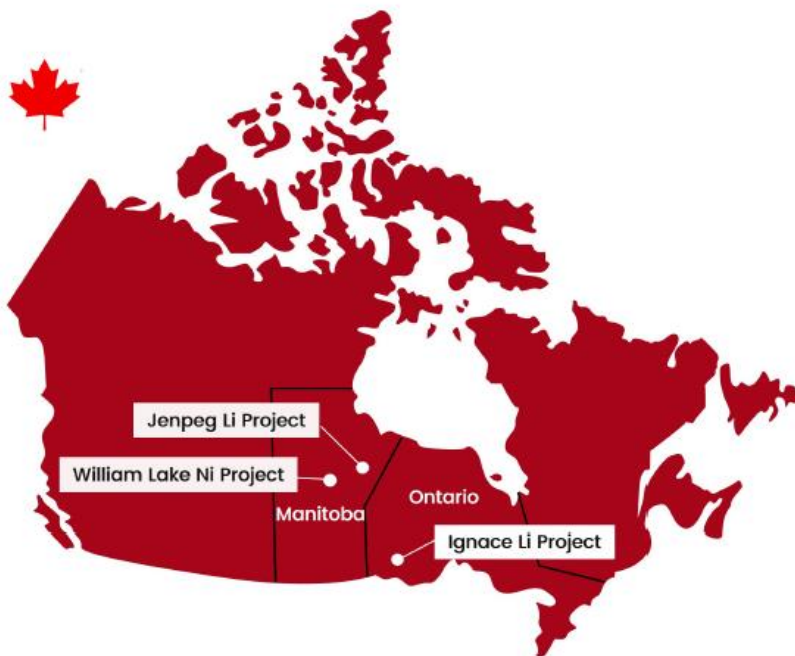 Jenpeg Li Project
William Lake Ni Project
Ontario
Manitoba
Ignace Li Project